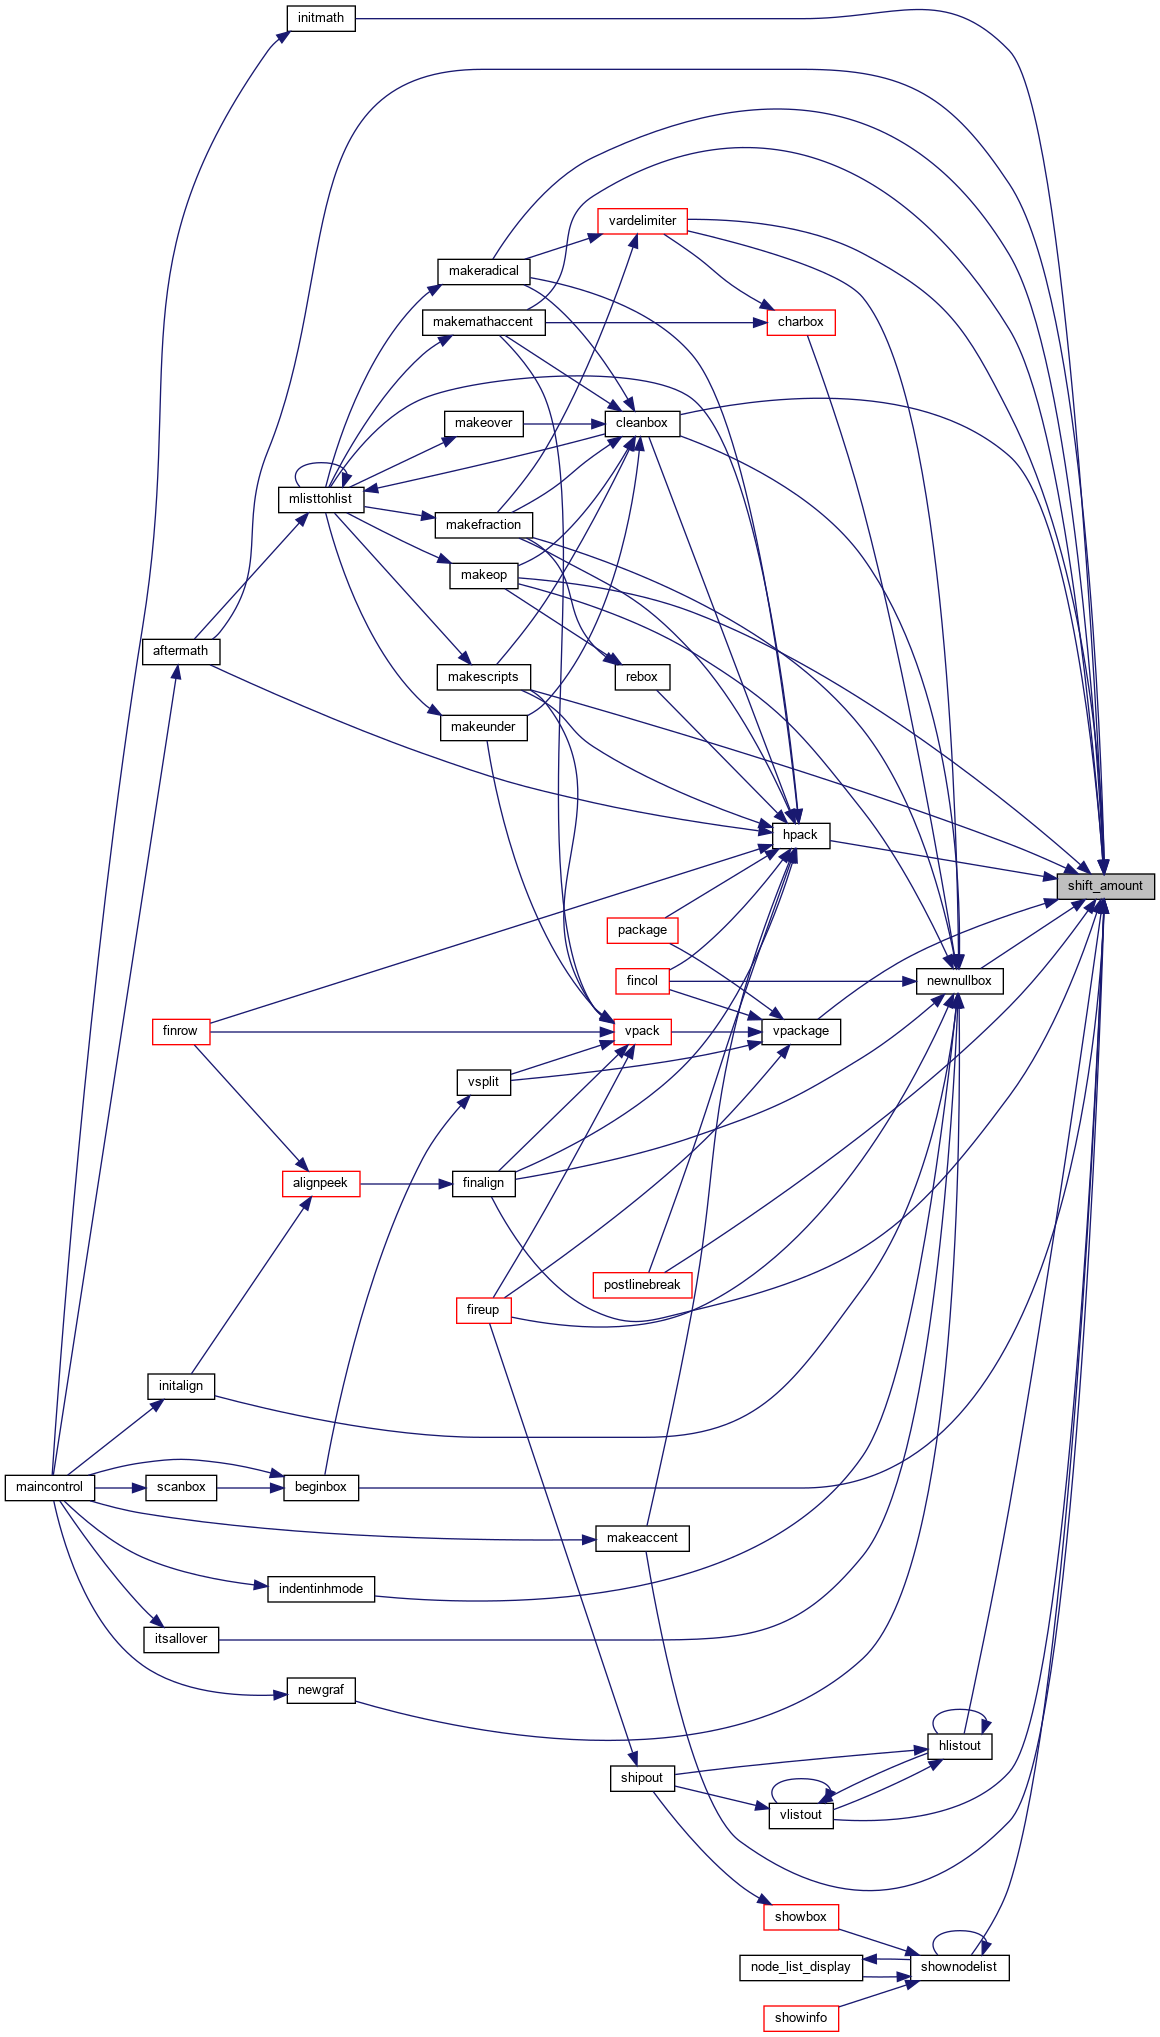 initmath
vardelimiter
makeradical
makemathaccent
charbox
makeover
cleanbox
mlisttohlist
makefraction
makeop
aftermath
makescripts
rebox
makeunder
hpack
shift_amount
package
fincol
newnullbox
finrow
vpack
vpackage
vsplit
alignpeek
finalign
postlinebreak
fireup
initalign
maincontrol
scanbox
beginbox
makeaccent
indentinhmode
itsallover
newgraf
hlistout
shipout
vlistout
showbox
node_list_display
shownodelist
showinfo